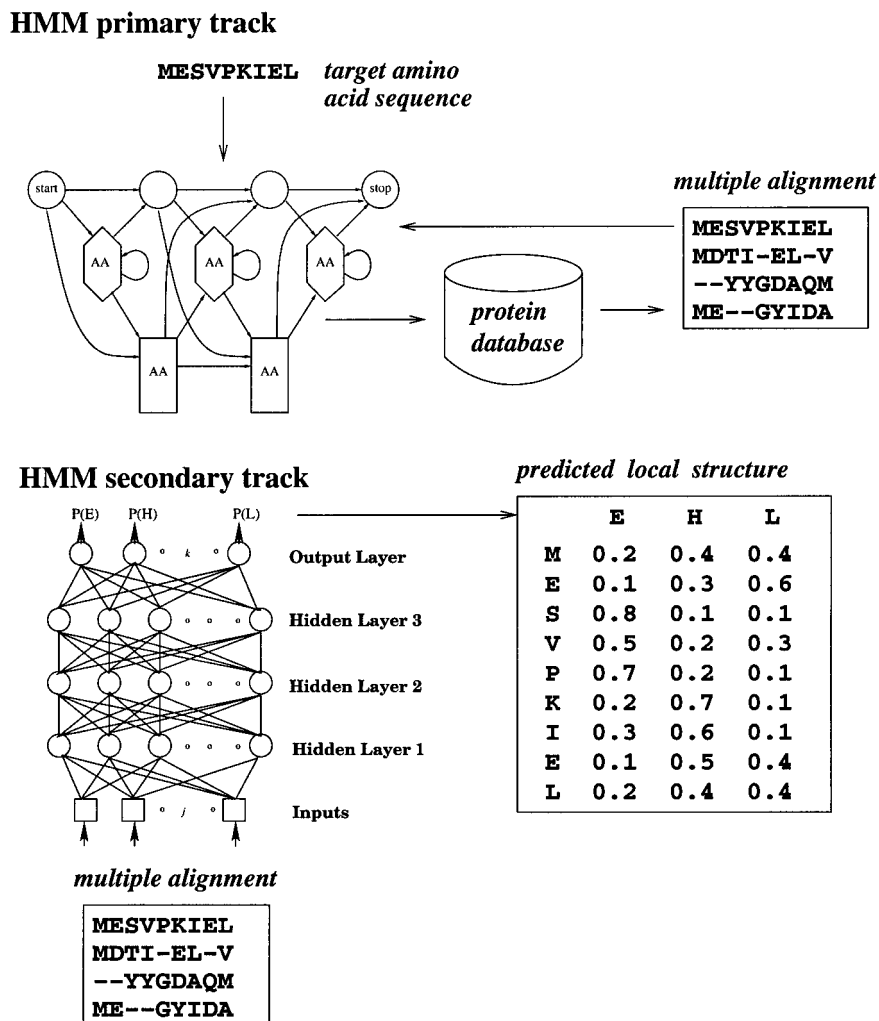 HMM primary track
MESVPKIEL target amino
acid sequence
start
stop
AA
AA
AA
AA
AA
protein
database
multiple alignment
MESVPKIEL
MDTI-EL-V
--YYGDAQM
ME--GYIDA
HMM secondary track
P(E) P(H) P(L)
k
Output Layer
Hidden Layer 3
Hidden Layer 2
Hidden Layer 1
j
Inputs
multiple alignment
MESVPKIEL
MDTI-EL-V
--YYGDAQM
ME--GYIDA
predicted local structure
E H L
M 0.2 0.4 0.4
E 0.1 0.3 0.6
S 0.8 0.1 0.1
V 0.5 0.2 0.3
P 0.7 0.2 0.1
K 0.2 0.7 0.1
I 0.3 0.6 0.1
E 0.1 0.5 0.4
L 0.2 0.4 0.4